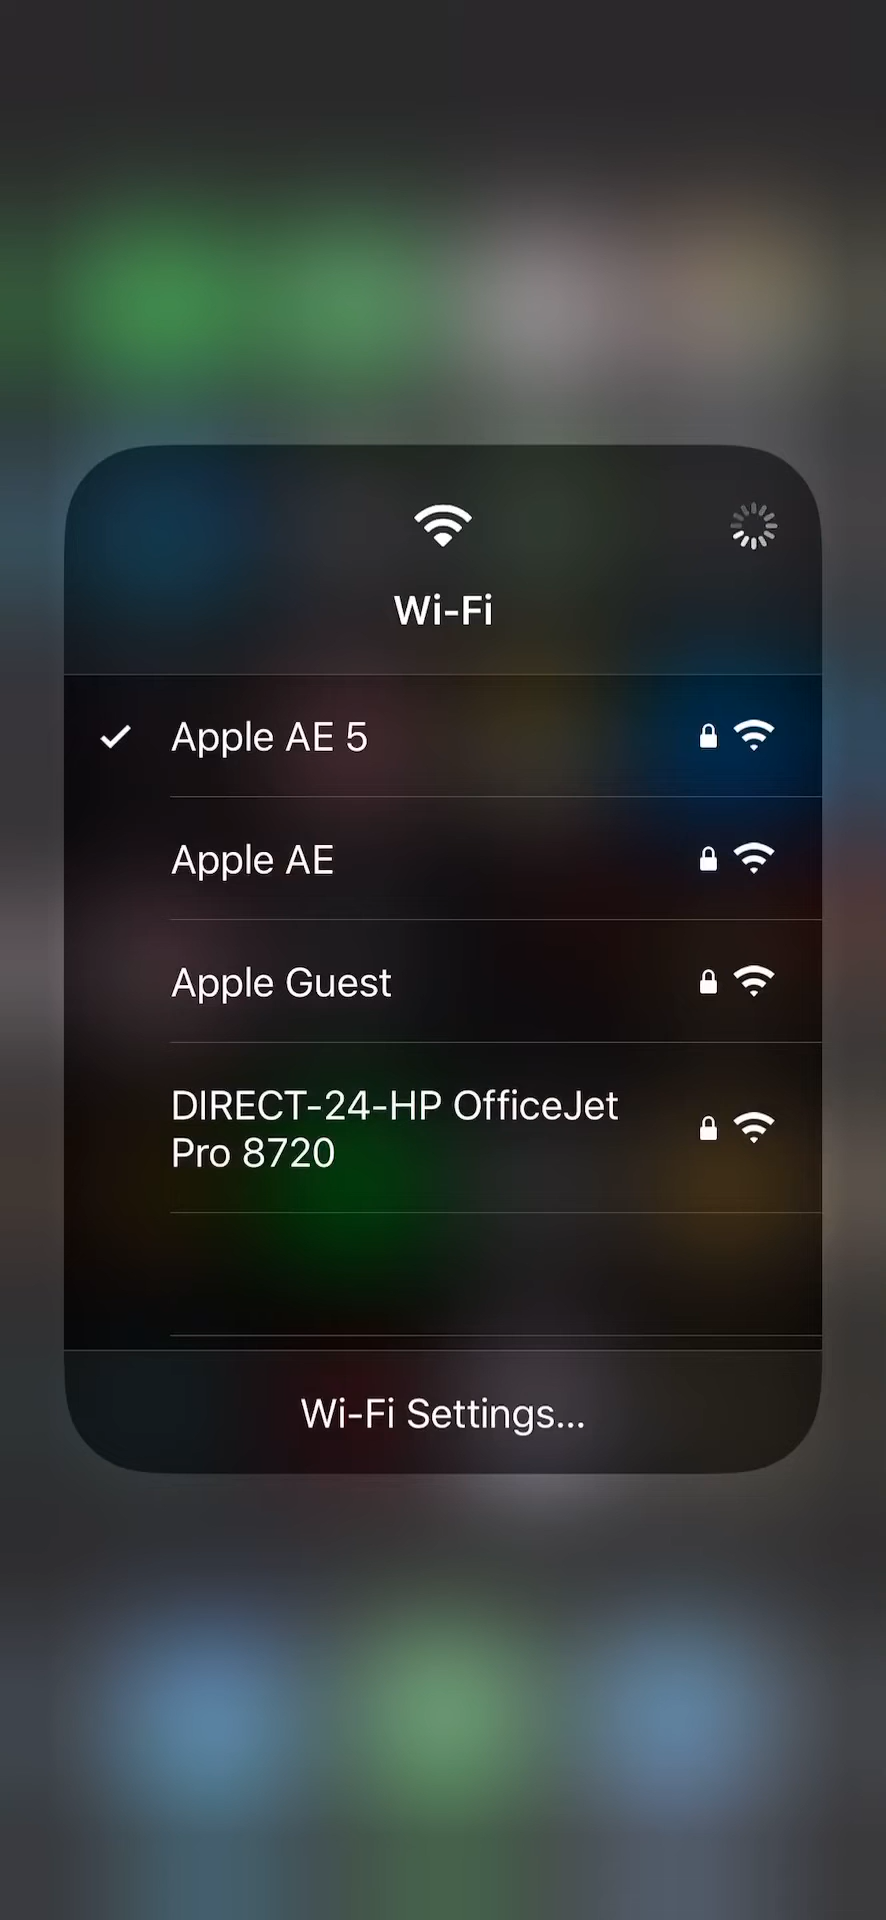 Wi-Fi
Apple AE 5
Apple AE
Apple Guest
DIRECT-24-HP OfficeJet
Pro 8720
Wi-Fi Settings...